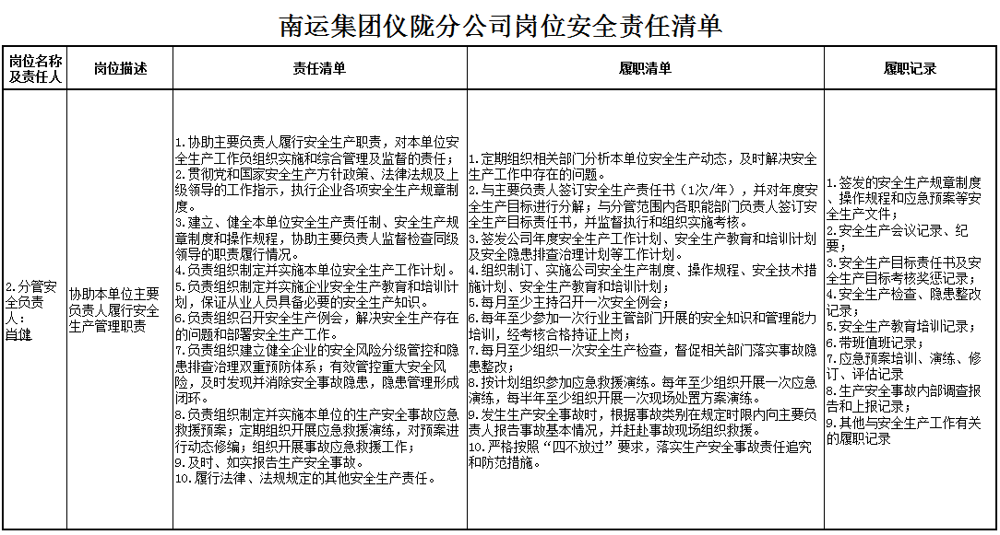 南运集团仪陇分公司岗位安全责任清单
岗位名称
及责任人
岗位描述
责任清单
履职清单
履职记录
2.分管安
全负责
人：
肖健
协助本单位主要
负责人履行安全
生产管理职责
1.协助主要负责人履行安全生产职责，对本单位安
全生产工作负组织实施和综合管理及监督的责任；
2.贯彻党和国家安全生产方针政策、法律法规及上
级领导的工作指示，执行企业各项安全生产规章制
度。
3.建立、健全本单位安全生产责任制、安全生产规
章制度和操作规程，协助主要负责人监督检查同级
领导的职责履行情况。
4.负责组织制定并实施本单位安全生产工作计划。
5.负责组织制定并实施企业安全生产教育和培训计
划，保证从业人员具备必要的安全生产知识。
6.负责组织召开安全生产例会，解决安全生产存在
的问题和部署安全生产工作。
7.负责组织建立健全企业的安全风险分级管控和隐
患排查治理双重预防体系；有效管控重大安全风
险，及时发现并消除安全事故隐患，隐患管理形成
闭环。
8.负责组织制定并实施本单位的生产安全事故应急
救援预案；定期组织开展应急救援演练，对预案进
行动态修编；组织开展事故应急救援工作；
9.及时、如实报告生产安全事故。
10.履行法律、法规规定的其他安全生产责任。
1.定期组织相关部门分析本单位安全生产动态，及时解决安全
生产工作中存在的问题。
2.与主要负责人签订安全生产责任书（1次/年），并对年度安
全生产目标进行分解；与分管范围内各职能部门负责人签订安
全生产目标责任书，并监督执行和组织实施考核。
3.签发公司年度安全生产工作计划、安全生产教育和培训计划
及安全隐患排查治理计划等工作计划。
4.组织制订、实施公司安全生产制度、操作规程、安全技术措
施计划、安全生产教育和培训计划；
5.每月至少主持召开一次安全例会；
6.每年至少参加一次行业主管部门开展的安全知识和管理能力
培训，经考核合格持证上岗；
7.每月至少组织一次安全生产检查，督促相关部门落实事故隐
患整改；
8.按计划组织参加应急救援演练。每年至少组织开展一次应急
演练，每半年至少组织开展一次现场处置方案演练。
9.发生生产安全事故时，根据事故类别在规定时限内向主要负
责人报告事故基本情况，并赶赴事故现场组织救援。
10.严格按照“四不放过”要求，落实生产安全事故责任追究
和防范措施。
1.签发的安全生产规章制度
、操作规程和应急预案等安
全生产文件；
2.安全生产会议记录、纪
要；
3.安全生产目标责任书及安
全生产目标考核奖惩记录；
4.安全生产检查、隐患整改
记录；
5.安全生产教育培训记录；
6.带班值班记录；
7.应急预案培训、演练、修
订、评估记录
8.生产安全事故内部调查报
告和上报记录；
9.其他与安全生产工作有关
的履职记录